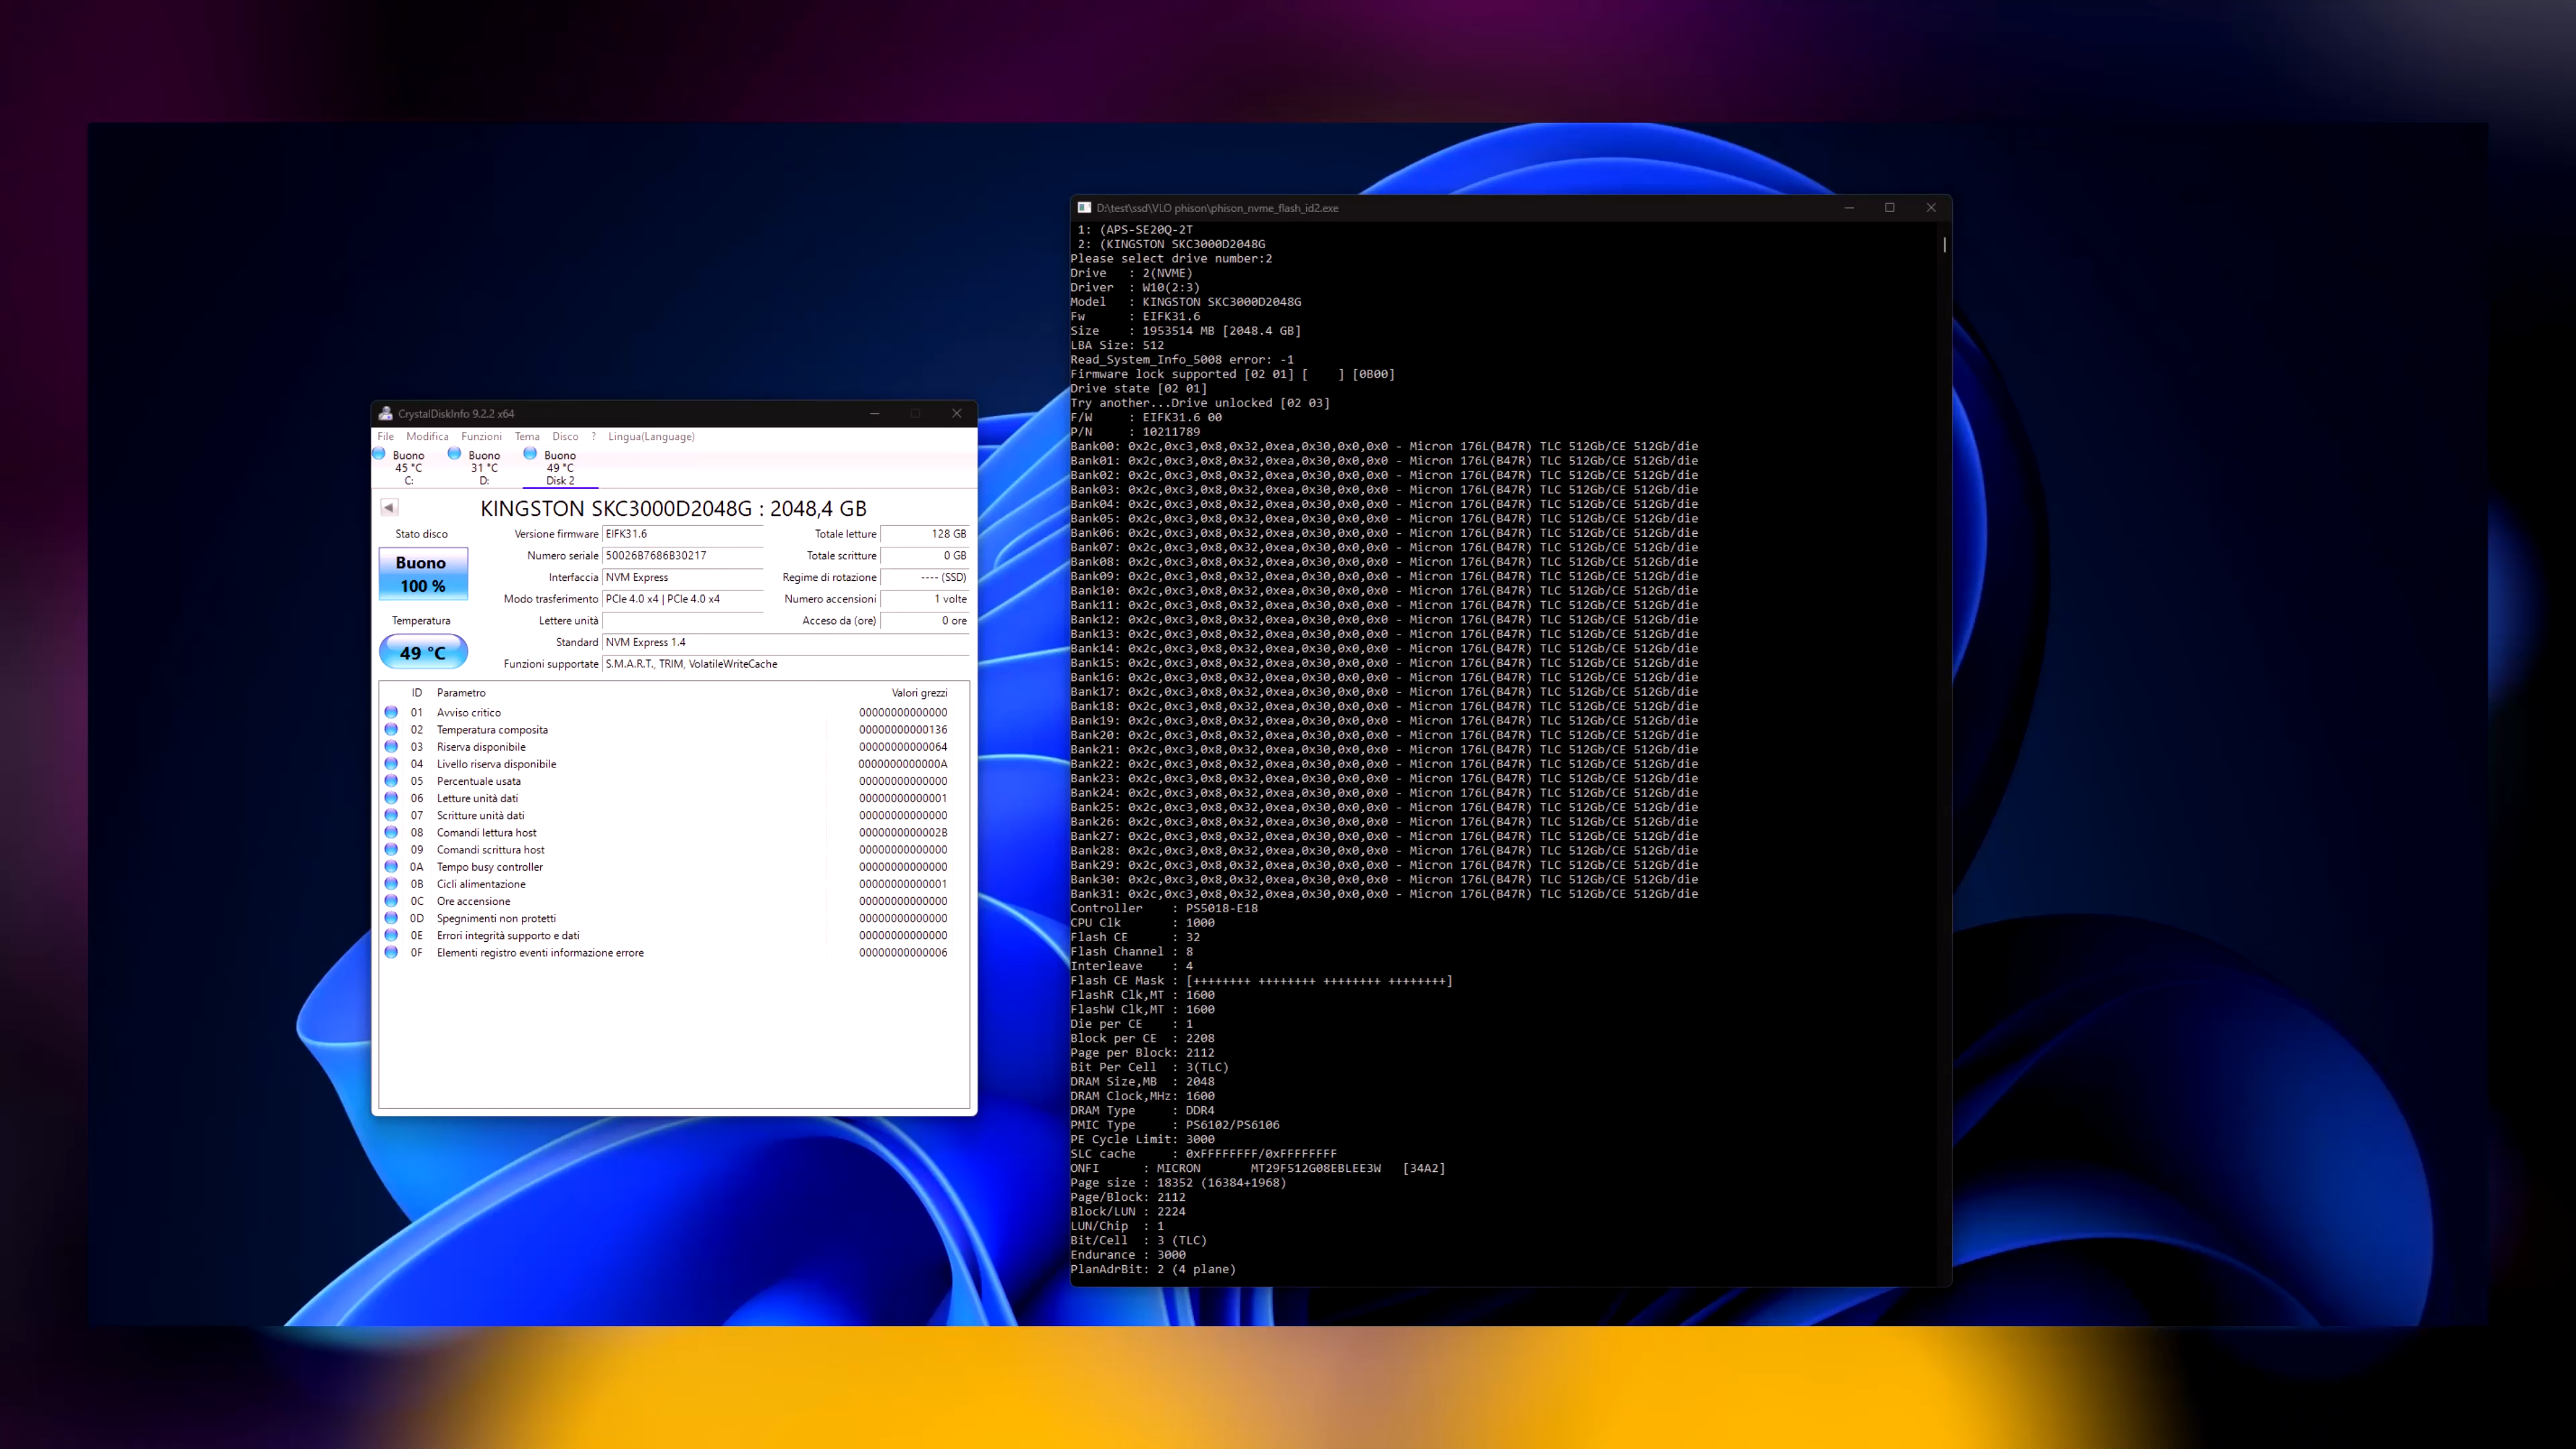 CrystalDiskInfo 9.2.2 x64
File Modifica Funzioni Tema Disco ? Lingua(Language)
Buono Buono Buono
45 °C 31 °C 49 °C
C: D: Disk 2
KINGSTON SKC3000D2048G : 2048,4 GB
Stato disco
Buono
100 %
Temperatura
49 °C
Versione firmware EIFK31.6 Totale letture 128 GB
Numero seriale 50026B7686B30217 Totale scritture 0 GB
Interfaccia NVM Express Regime di rotazione ---- (SSD)
Modo trasferimento PCIe 4.0 x4 | PCIe 4.0 x4 Numero accensioni 1 volte
Lettere unità Acceso da (ore) 0 ore
Standard NVM Express 1.4
Funzioni supportate S.M.A.R.T., TRIM, VolatileWriteCache
ID Parametro Valori grezzi
01 Avviso critico 00000000000000
02 Temperatura composita 00000000000136
03 Riserva disponibile 00000000000064
04 Livello riserva disponibile 0000000000000A
05 Percentuale usata 00000000000000
06 Letture unità dati 00000000000001
07 Scritture unità dati 00000000000000
08 Comandi lettura host 0000000000002B
09 Comandi scrittura host 00000000000000
0A Tempo busy controller 00000000000000
0B Cicli alimentazione 00000000000001
0C Ore accensione 00000000000000
0D Spegnimenti non protetti 00000000000000
0E Errori integrità supporto e dati 00000000000000
0F Elementi registro eventi informazione errore 00000000000006
D:\test\ssd\VLO phison\phison_nvme_flash_id2.exe
1: (APS-SE20Q-2T
2: (KINGSTON SKC3000D2048G
Please select drive number:2
Drive : 2(NVME)
Driver : W10(2:3)
Model : KINGSTON SKC3000D2048G
Fw : EIFK31.6
Size : 1953514 MB [2048.4 GB]
LBA Size: 512
Read_System_Info_5008 error: -1
Firmware lock supported [02 01] [ ] [0B00]
Drive state [02 01]
Try another...Drive unlocked [02 03]
F/W : EIFK31.6 00
P/N : 10211789
Bank00: 0x2c,0xc3,0x8,0x32,0xea,0x30,0x0,0x0 - Micron 176L(B47R) TLC 512Gb/CE 512Gb/die
Bank01: 0x2c,0xc3,0x8,0x32,0xea,0x30,0x0,0x0 - Micron 176L(B47R) TLC 512Gb/CE 512Gb/die
Bank02: 0x2c,0xc3,0x8,0x32,0xea,0x30,0x0,0x0 - Micron 176L(B47R) TLC 512Gb/CE 512Gb/die
Bank03: 0x2c,0xc3,0x8,0x32,0xea,0x30,0x0,0x0 - Micron 176L(B47R) TLC 512Gb/CE 512Gb/die
Bank04: 0x2c,0xc3,0x8,0x32,0xea,0x30,0x0,0x0 - Micron 176L(B47R) TLC 512Gb/CE 512Gb/die
Bank05: 0x2c,0xc3,0x8,0x32,0xea,0x30,0x0,0x0 - Micron 176L(B47R) TLC 512Gb/CE 512Gb/die
Bank06: 0x2c,0xc3,0x8,0x32,0xea,0x30,0x0,0x0 - Micron 176L(B47R) TLC 512Gb/CE 512Gb/die
Bank07: 0x2c,0xc3,0x8,0x32,0xea,0x30,0x0,0x0 - Micron 176L(B47R) TLC 512Gb/CE 512Gb/die
Bank08: 0x2c,0xc3,0x8,0x32,0xea,0x30,0x0,0x0 - Micron 176L(B47R) TLC 512Gb/CE 512Gb/die
Bank09: 0x2c,0xc3,0x8,0x32,0xea,0x30,0x0,0x0 - Micron 176L(B47R) TLC 512Gb/CE 512Gb/die
Bank10: 0x2c,0xc3,0x8,0x32,0xea,0x30,0x0,0x0 - Micron 176L(B47R) TLC 512Gb/CE 512Gb/die
Bank11: 0x2c,0xc3,0x8,0x32,0xea,0x30,0x0,0x0 - Micron 176L(B47R) TLC 512Gb/CE 512Gb/die
Bank12: 0x2c,0xc3,0x8,0x32,0xea,0x30,0x0,0x0 - Micron 176L(B47R) TLC 512Gb/CE 512Gb/die
Bank13: 0x2c,0xc3,0x8,0x32,0xea,0x30,0x0,0x0 - Micron 176L(B47R) TLC 512Gb/CE 512Gb/die
Bank14: 0x2c,0xc3,0x8,0x32,0xea,0x30,0x0,0x0 - Micron 176L(B47R) TLC 512Gb/CE 512Gb/die
Bank15: 0x2c,0xc3,0x8,0x32,0xea,0x30,0x0,0x0 - Micron 176L(B47R) TLC 512Gb/CE 512Gb/die
Bank16: 0x2c,0xc3,0x8,0x32,0xea,0x30,0x0,0x0 - Micron 176L(B47R) TLC 512Gb/CE 512Gb/die
Bank17: 0x2c,0xc3,0x8,0x32,0xea,0x30,0x0,0x0 - Micron 176L(B47R) TLC 512Gb/CE 512Gb/die
Bank18: 0x2c,0xc3,0x8,0x32,0xea,0x30,0x0,0x0 - Micron 176L(B47R) TLC 512Gb/CE 512Gb/die
Bank19: 0x2c,0xc3,0x8,0x32,0xea,0x30,0x0,0x0 - Micron 176L(B47R) TLC 512Gb/CE 512Gb/die
Bank20: 0x2c,0xc3,0x8,0x32,0xea,0x30,0x0,0x0 - Micron 176L(B47R) TLC 512Gb/CE 512Gb/die
Bank21: 0x2c,0xc3,0x8,0x32,0xea,0x30,0x0,0x0 - Micron 176L(B47R) TLC 512Gb/CE 512Gb/die
Bank22: 0x2c,0xc3,0x8,0x32,0xea,0x30,0x0,0x0 - Micron 176L(B47R) TLC 512Gb/CE 512Gb/die
Bank23: 0x2c,0xc3,0x8,0x32,0xea,0x30,0x0,0x0 - Micron 176L(B47R) TLC 512Gb/CE 512Gb/die
Bank24: 0x2c,0xc3,0x8,0x32,0xea,0x30,0x0,0x0 - Micron 176L(B47R) TLC 512Gb/CE 512Gb/die
Bank25: 0x2c,0xc3,0x8,0x32,0xea,0x30,0x0,0x0 - Micron 176L(B47R) TLC 512Gb/CE 512Gb/die
Bank26: 0x2c,0xc3,0x8,0x32,0xea,0x30,0x0,0x0 - Micron 176L(B47R) TLC 512Gb/CE 512Gb/die
Bank27: 0x2c,0xc3,0x8,0x32,0xea,0x30,0x0,0x0 - Micron 176L(B47R) TLC 512Gb/CE 512Gb/die
Bank28: 0x2c,0xc3,0x8,0x32,0xea,0x30,0x0,0x0 - Micron 176L(B47R) TLC 512Gb/CE 512Gb/die
Bank29: 0x2c,0xc3,0x8,0x32,0xea,0x30,0x0,0x0 - Micron 176L(B47R) TLC 512Gb/CE 512Gb/die
Bank30: 0x2c,0xc3,0x8,0x32,0xea,0x30,0x0,0x0 - Micron 176L(B47R) TLC 512Gb/CE 512Gb/die
Bank31: 0x2c,0xc3,0x8,0x32,0xea,0x30,0x0,0x0 - Micron 176L(B47R) TLC 512Gb/CE 512Gb/die
Controller : PS5018-E18
CPU Clk : 1000
Flash CE : 32
Flash Channel : 8
Interleave : 4
Flash CE Mask : [++++++++ ++++++++ ++++++++ ++++++++]
FlashR Clk,MT : 1600
FlashW Clk,MT : 1600
Die per CE : 1
Block per CE : 2208
Page per Block: 2112
Bit Per Cell : 3(TLC)
DRAM Size,MB : 2048
DRAM Clock,MHz: 1600
DRAM Type : DDR4
PMIC Type : PS6102/PS6106
PE Cycle Limit: 3000
SLC cache : 0xFFFFFFFF/0xFFFFFFFF
ONFI : MICRON MT29F512G08EBLEE3W [34A2]
Page size : 18352 (16384+1968)
Page/Block: 2112
Block/LUN : 2224
LUN/Chip : 1
Bit/Cell : 3 (TLC)
Endurance : 3000
PlanAdrBit: 2 (4 plane)